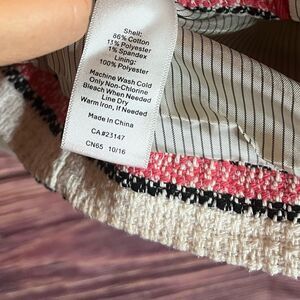 Shell:
86% Cotton
13% Polyester
1% Spandex
Lining:
100% Polyester
Machine Wash Cold
Only Non-Chlorine
Bleach When Needed
Line Dry
Warm Iron, If Needed
Made In China
CA#23147
CN65 10/16